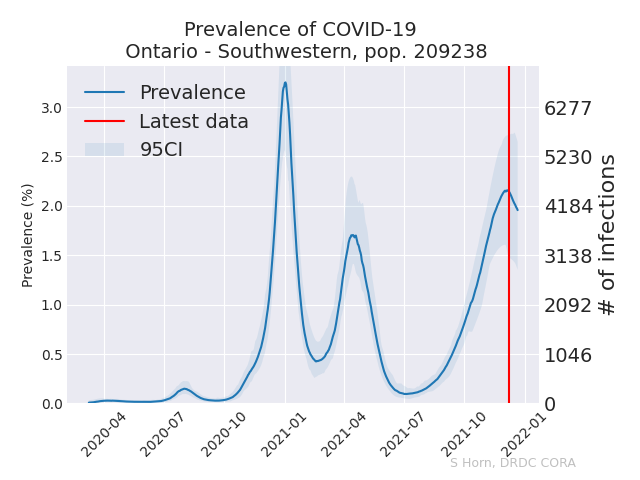 Prevalence of COVID-19
Ontario - Southwestern, pop. 209238
Prevalence
Latest data
95CI
Prevalence (%)
3.0
2.5
2.0
1.5
1.0
0.5
0.0
6277
5230
4184
3138
2092
1046
0
# of infections
2020-04
2020-07
2020-10
2021-01
2021-04
2021-07
2021-10
2022-01
S Horn, DRDC CORA